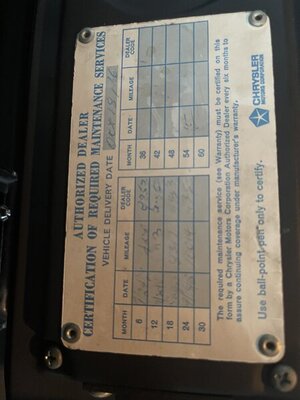 AUTHORIZED DEALER
CERTIFICATION OF REQUIRED MAINTENANCE SERVICES
VEHICLE DELIVERY DATE
MONTH DATE MILEAGE DEALER CODE MONTH DATE MILEAGE DEALER CODE
6 36
12 42
18 48
24 54
30 60
The required maintenance service (see Warranty) must be certified on this
form by a Chrysler Motors Corporation Authorized Dealer every six months to
assure continuing coverage under manufacturer's warranty.
CHRYSLER
MOTORS CORPORATION
Use ball-point pen only to certify.